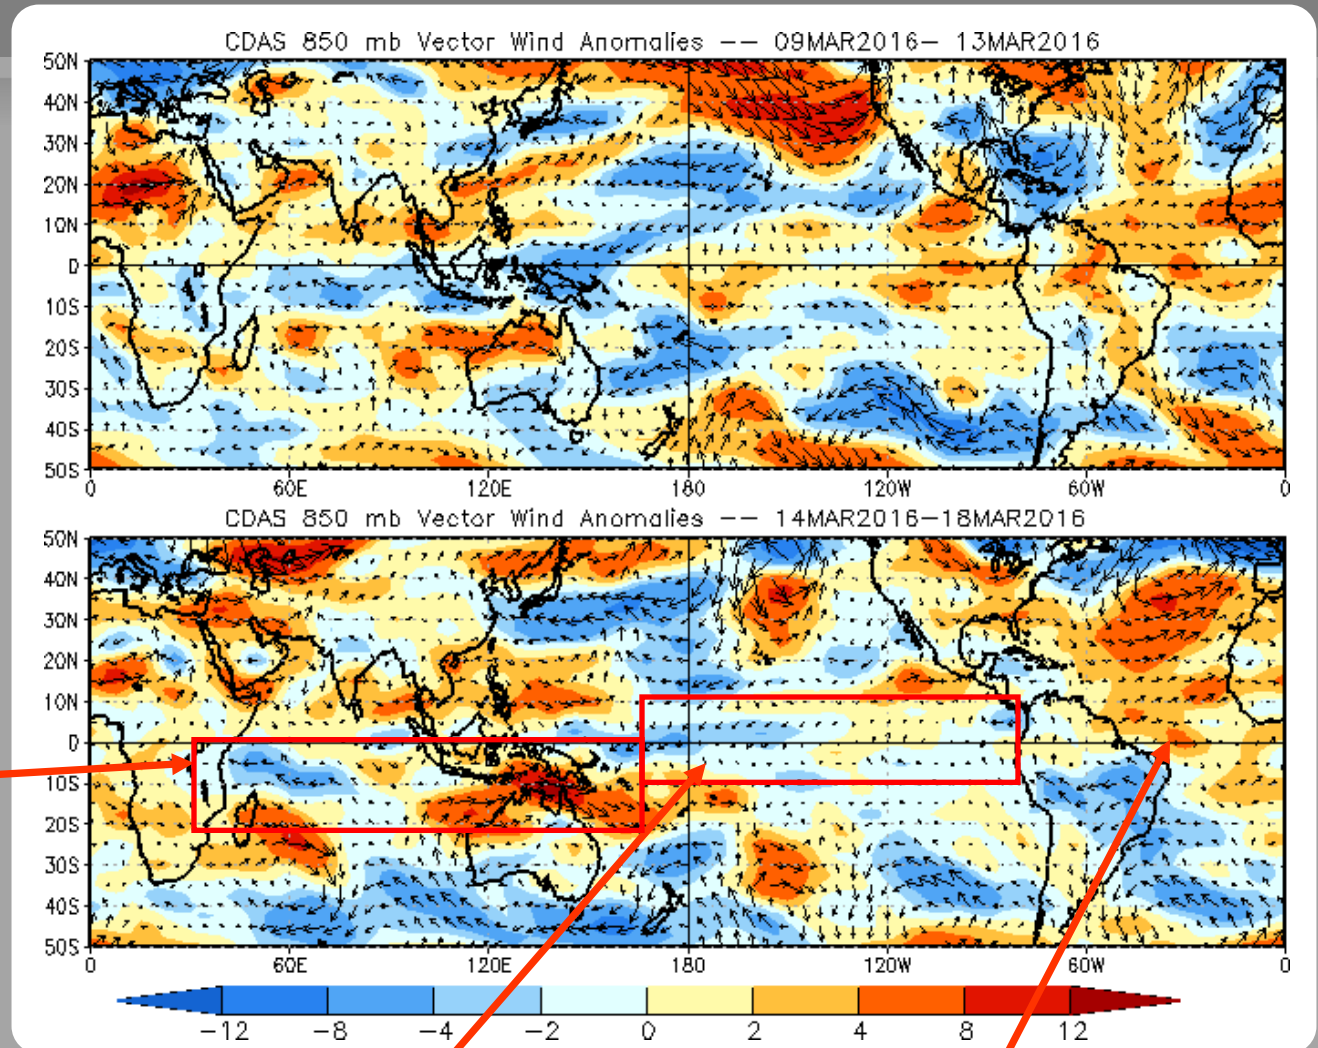 CDAS 850 mb Vector Wind Anomalies -- 09MAR2016- 13MAR2016
50N
40N
30N
20N
10N
0
10S
20S
30S
40S
50S
0 60E 120E 180 120W 60W 0
CDAS 850 mb Vector Wind Anomalies -- 14MAR2016-18MAR2016
50N
40N
30N
20N
10N
0
10S
20S
30S
40S
50S
0 60E 120E 180 120W 60W 0
-12 -8 -4 -2 0 2 4 8 12